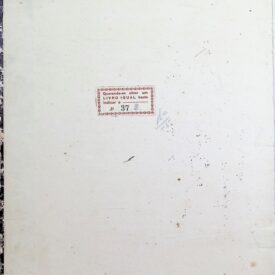 Querendo-se obter um
LIVRO IGUAL basta
indicar o
37